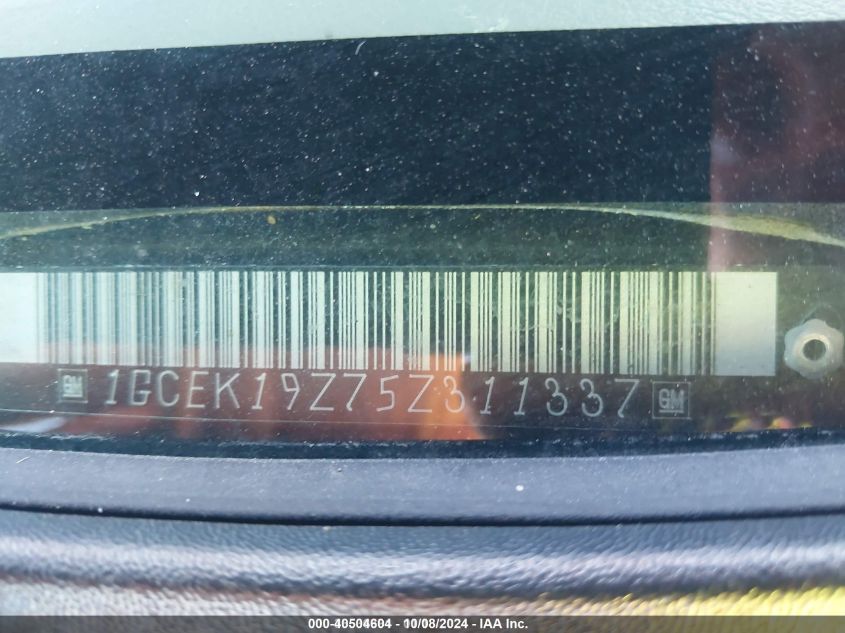 GM 1GCEK19Z75Z311337 GM
000-40504604 - 10/08/2024 - IAA Inc.